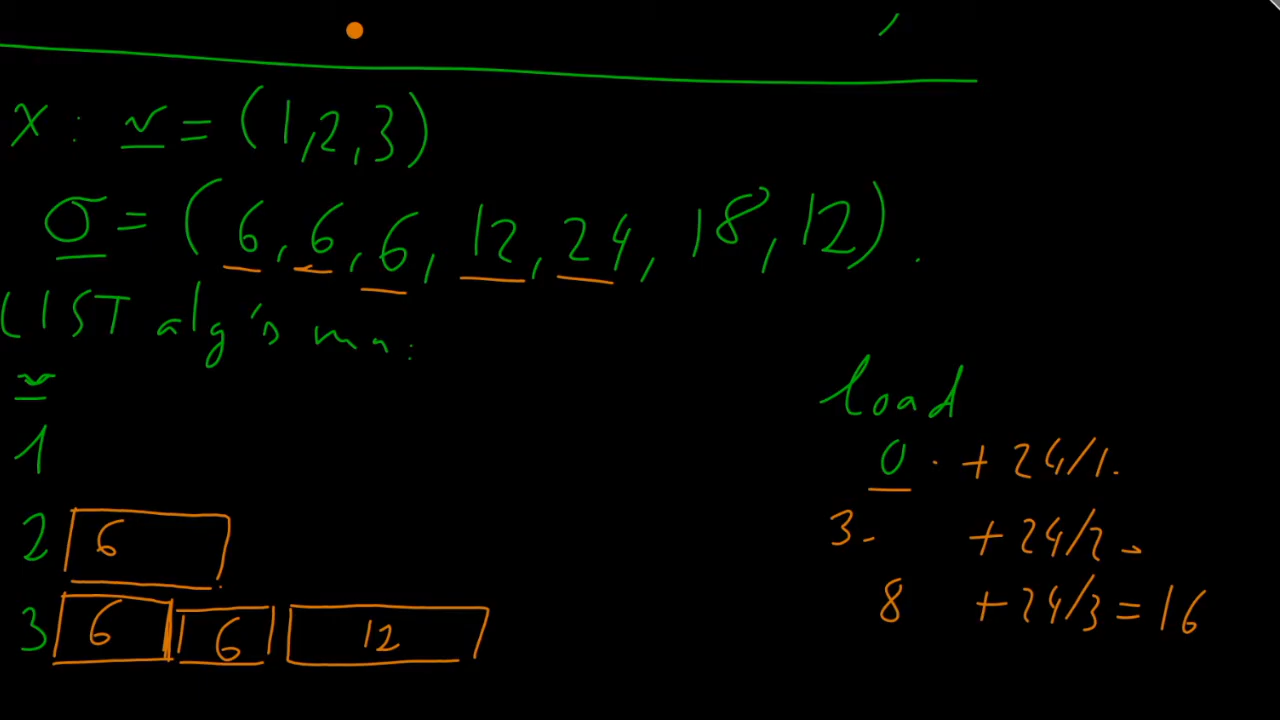 X : v = (1, 2, 3)
σ = (6, 6, 6, 12, 24, 18, 12).
LIST alg's run:
v
load
1 0 · + 24/1.
2 6 3 - + 24/2 -
3 6 6 12 8 + 24/3 = 16